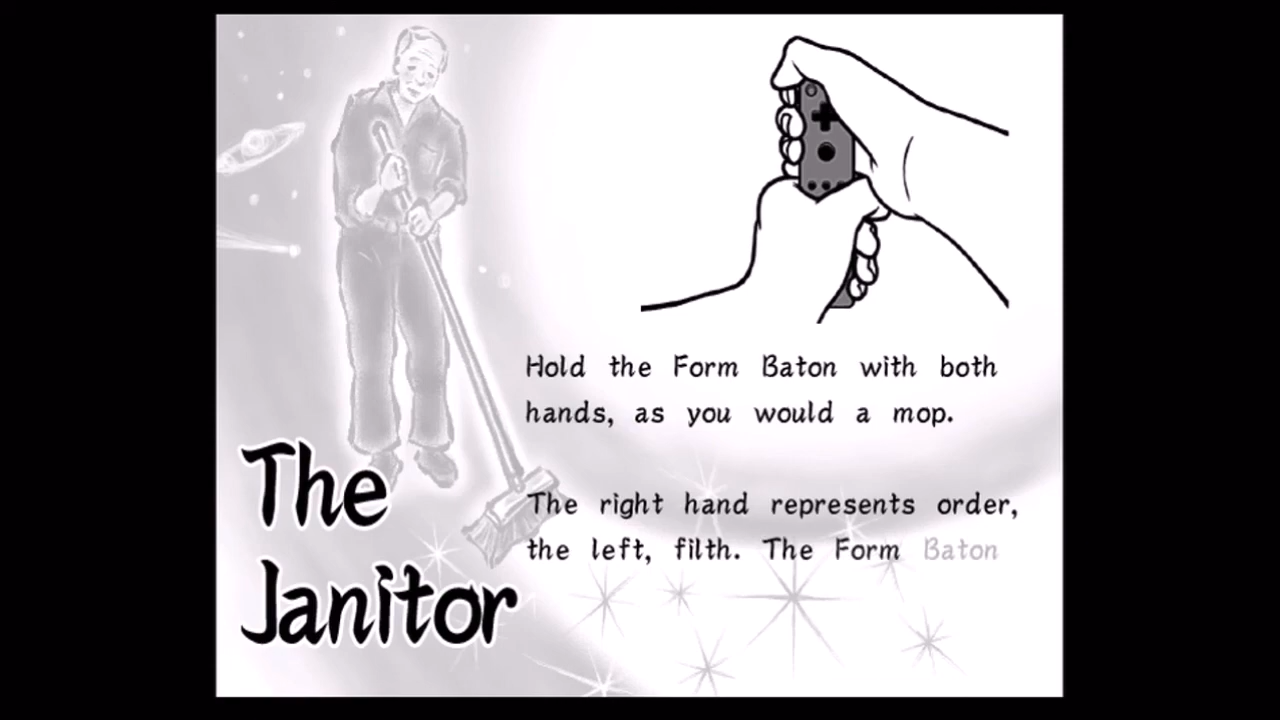 The
Janitor
Hold the Form Baton with both
hands, as you would a mop.
The right hand represents order,
the left, filth. The Form Baton